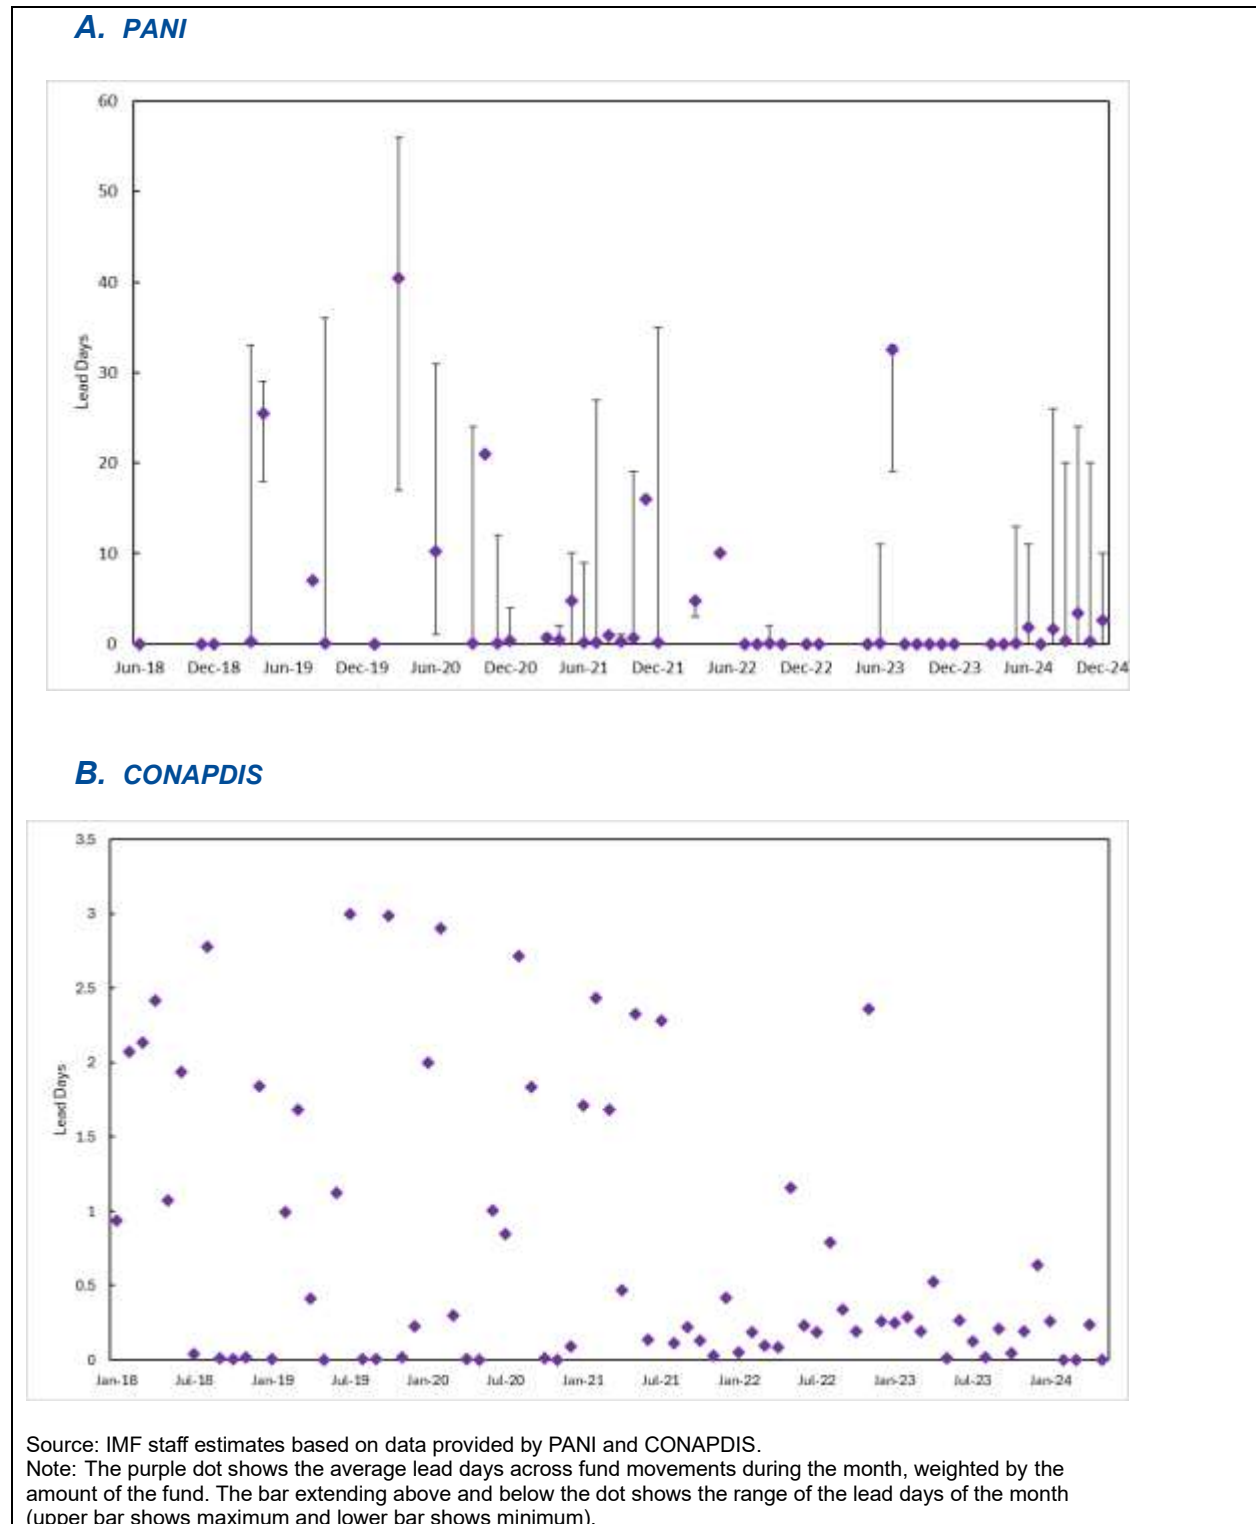 A. PANI
60
50
40
30
20
10
0
Lead Days
Jun-18 Dec-18 Jun-19 Dec-19 Jun-20 Dec-20 Jun-21 Dec-21 Jun-22 Dec-22 Jun-23 Dec-23 Jun-24 Dec-24
B. CONAPDIS
3.5
3
2.5
2
1.5
1
0.5
0
Lead Days
Jan-18 Jul-18 Jan-19 Jul-19 Jan-20 Jul-20 Jan-21 Jul-21 Jan-22 Jul-22 Jan-23 Jul-23 Jan-24
Source: IMF staff estimates based on data provided by PANI and CONAPDIS.
Note: The purple dot shows the average lead days across fund movements during the month, weighted by the
amount of the fund. The bar extending above and below the dot shows the range of the lead days of the month
(upper bar shows maximum and lower bar shows minimum).